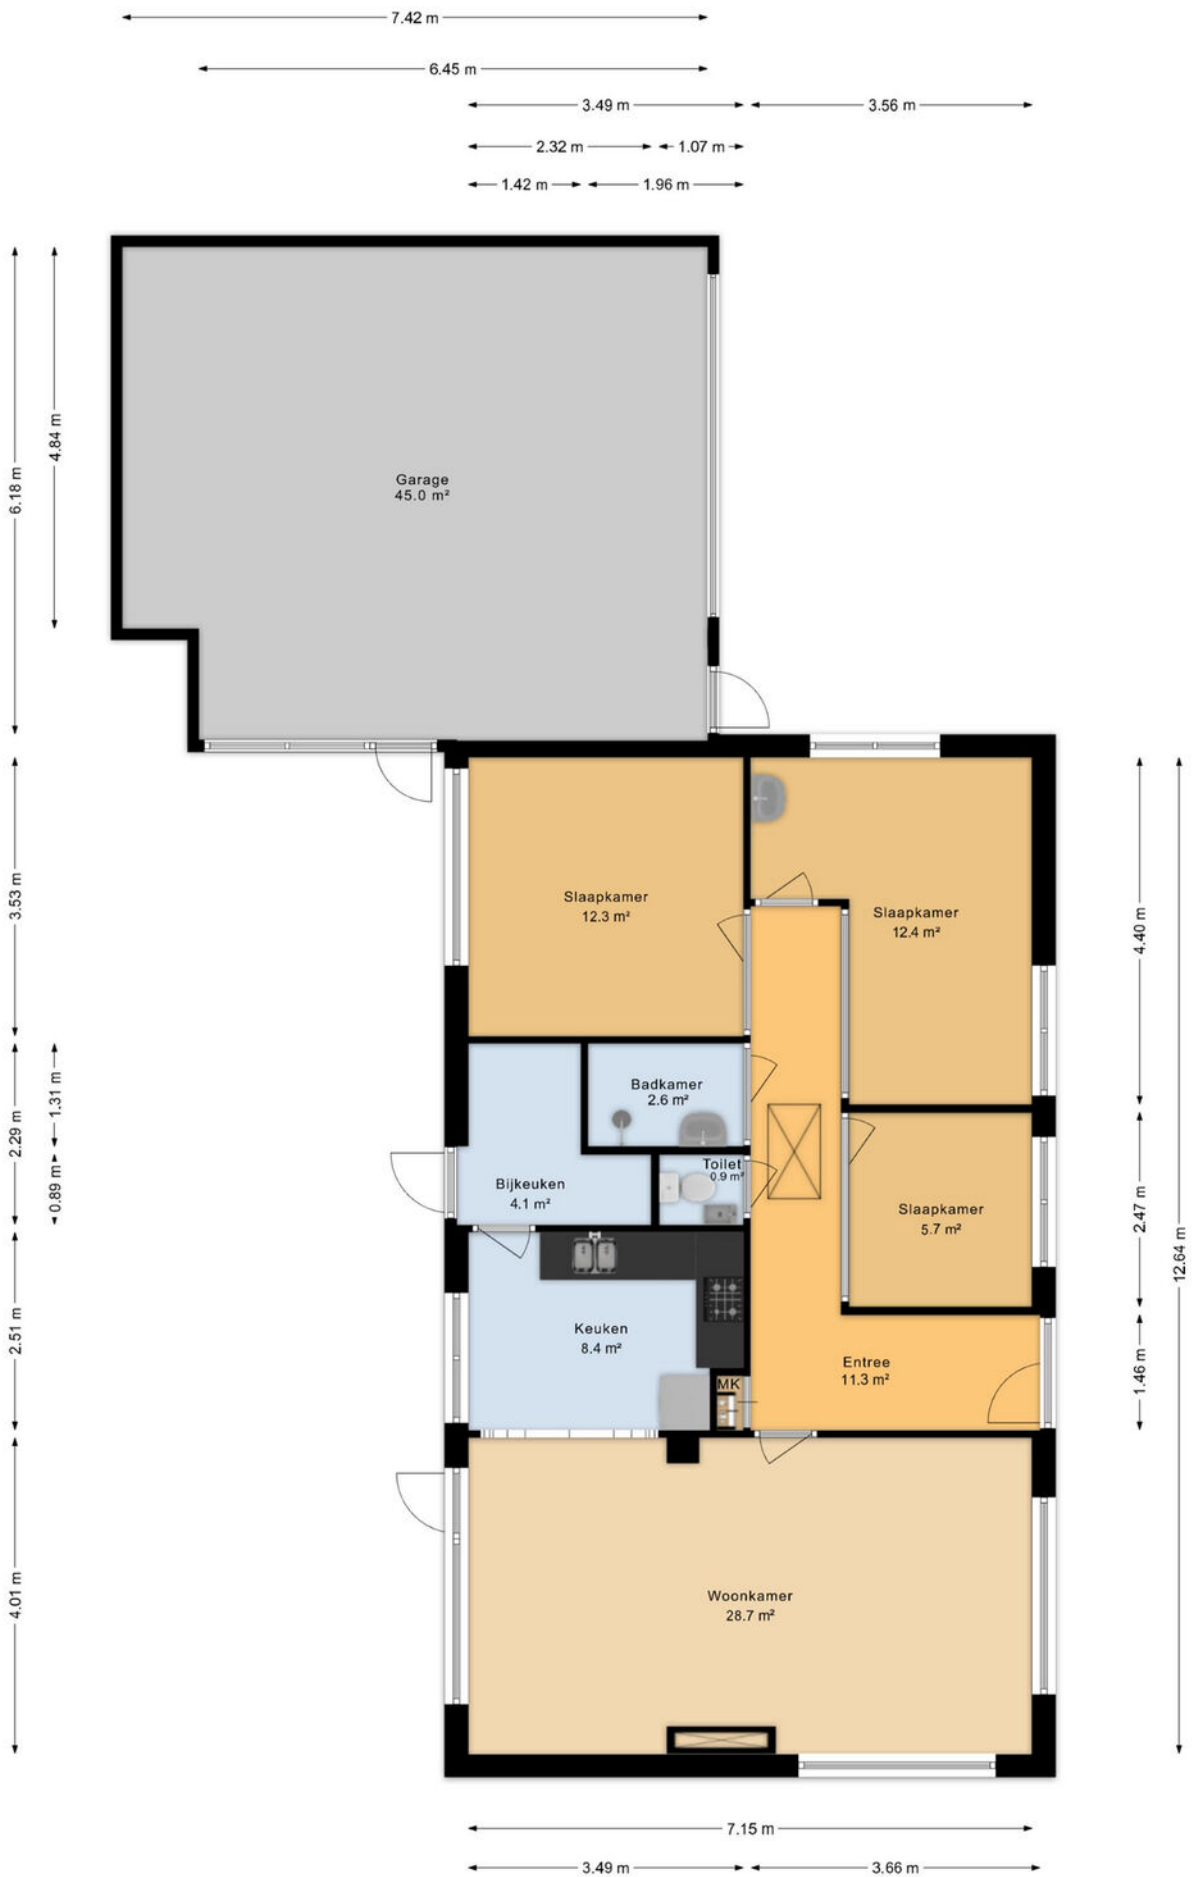 7.42 m
6.45 m
3.49 m
3.56 m
2.32 m
1.07 m
1.42 m
1.96 m
6.18 m
4.84 m
Garage
45.0 m²
3.53 m
Slaapkamer
12.3 m²
Slaapkamer
12.4 m²
4.40 m
2.29 m
1.31 m
0.89 m
Badkamer
2.6 m²
Toilet
0.9 m²
Bijkeuken
4.1 m²
Slaapkamer
5.7 m²
2.47 m
12.64 m
2.51 m
Keuken
8.4 m²
MK
Entree
11.3 m²
1.46 m
4.01 m
Woonkamer
28.7 m²
7.15 m
3.49 m
3.66 m